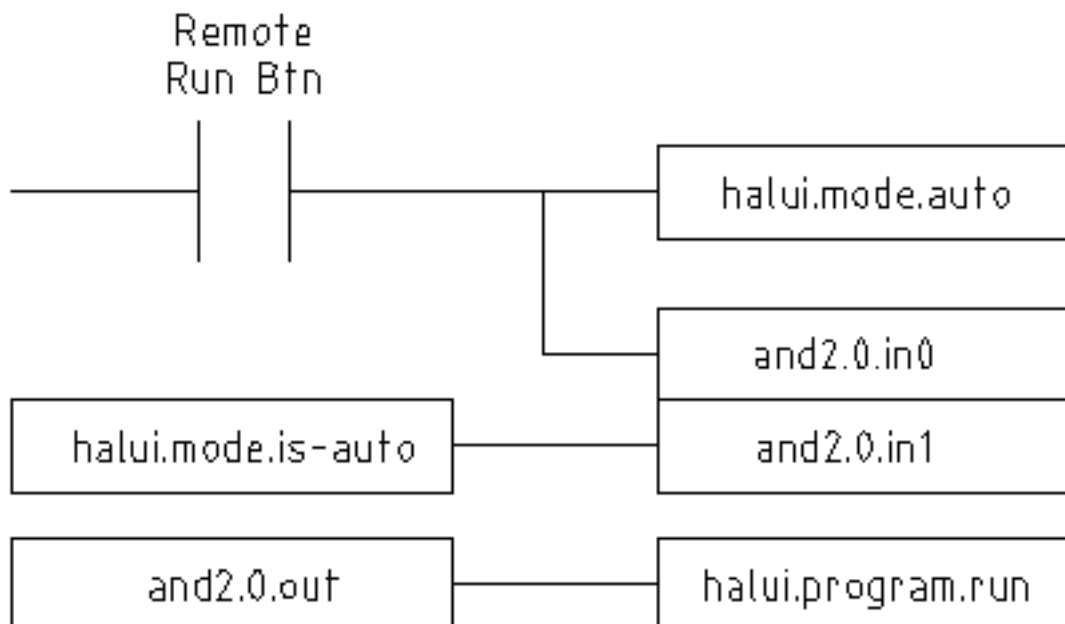 Remote
Run Btn
halui.mode.auto
and2.0.in0
halui.mode.is-auto
and2.0.in1
and2.0.out
halui.program.run